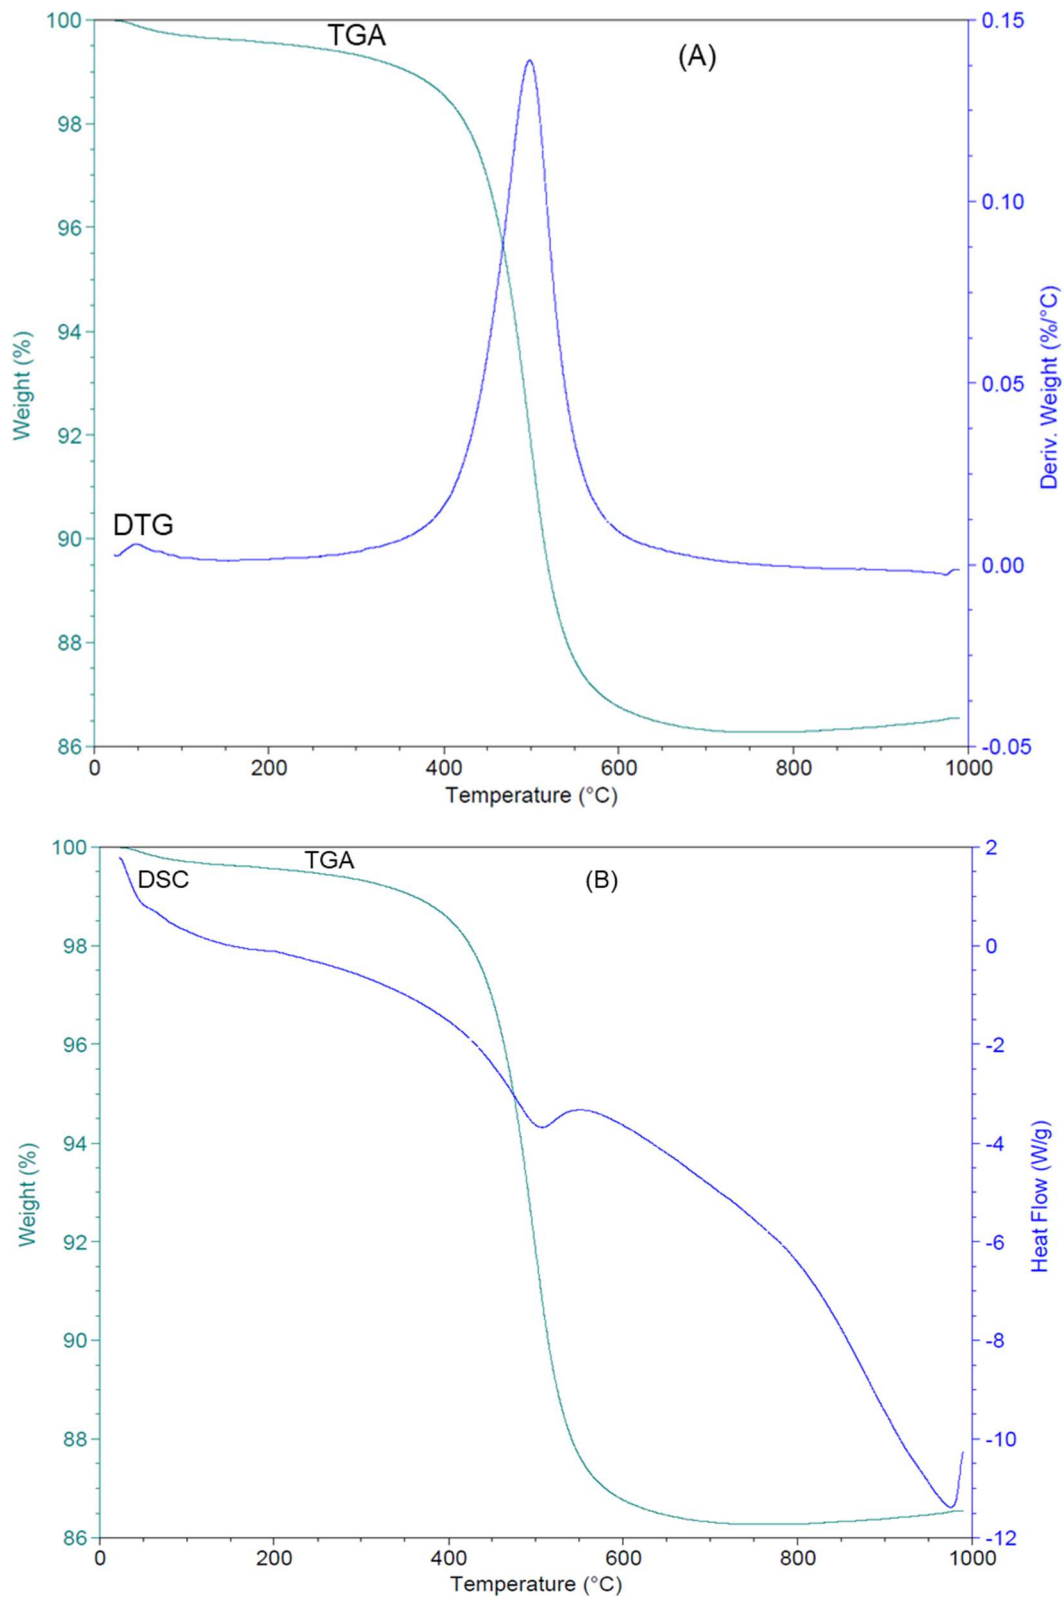 100
TGA
(A)
0.15
98
96
0.10
94
Weight (%)
0.05
Deriv. Weight (%/°C)
92
DTG
90
0.00
88
86
-0.05
0 200 400 600 800 1000
Temperature (°C)
100
TGA
(B)
2
DSC
98
0
96
-2
94
-4
Weight (%)
Heat Flow (W/g)
92
-6
90
-8
88
-10
86
-12
0 200 400 600 800 1000
Temperature (°C)